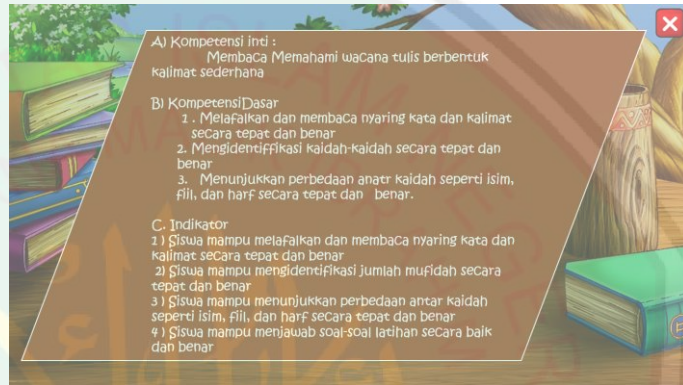 A) Kompetensi inti :
Membaca Memahami wacana tulis berbentuk
kalimat sederhana
B) KompetensiDasar
1 . Melafalkan dan membaca nyaring kata dan kalimat
secara tepat dan benar
2. Mengidentiffikasi kaidah-kaidah secara tepat dan
benar
3. Menunjukkan perbedaan anatr kaidah seperti isim,
fiil, dan harf secara tepat dan benar.
C. Indikator
1 ) Siswa mampu melafalkan dan membaca nyaring kata dan
kalimat secara tepat dan benar
2) Siswa mampu mengidentifikasi jumlah mufidah secara
tepat dan benar
3 ) Siswa mampu menunjukkan perbedaan antar kaidah
seperti isim, fiil, dan harf secara tepat dan benar
4 ) Siswa mampu menjawab soal-soal latihan secara baik
dan benar